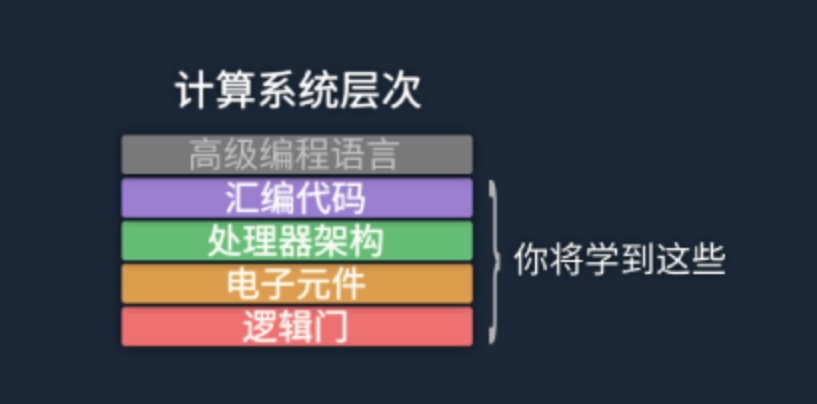 计算系统层次
高级编程语言
汇编代码
处理器架构
电子元件
逻辑门
你将学到这些